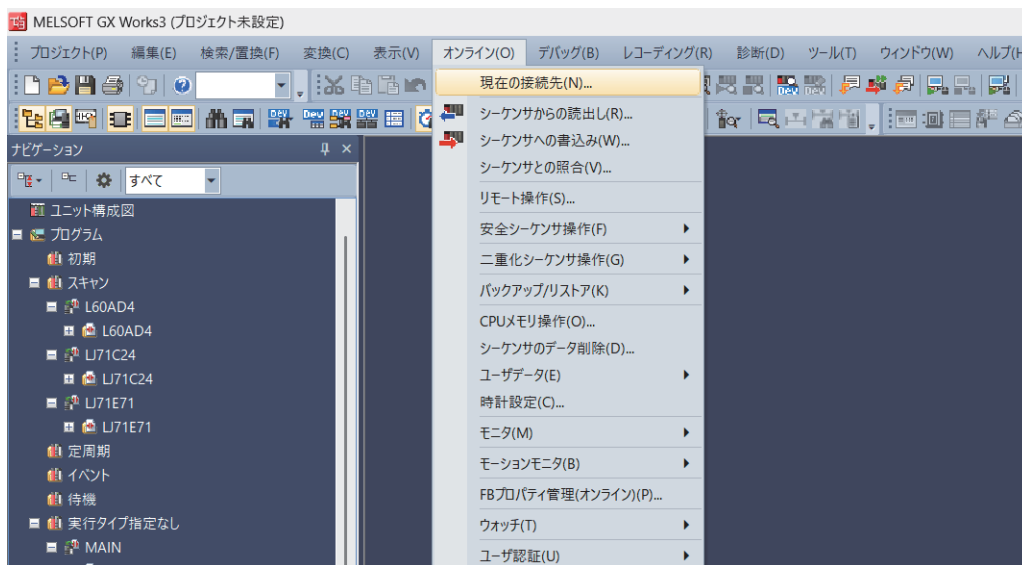 MELSOFT GX Works3 (プロジェクト未設定)
プロジェクト(P) 編集(E) 検索/置換(F) 変換(C) 表示(V) オンライン(O) デバッグ(B) レコーディング(R) 診断(D) ツール(T) ウィンドウ(W) ヘルプ(H
現在の接続先(N)...
シーケンサからの読出し(R)...
シーケンサへの書込み(W)...
シーケンサとの照合(V)...
リモート操作(S)...
安全シーケンサ操作(F)
二重化シーケンサ操作(G)
バックアップ/リストア(K)
CPUメモリ操作(O)...
シーケンサのデータ削除(D)...
ユーザデータ(E)
時計設定(C)...
モニタ(M)
モーションモニタ(B)
FBプロパティ管理(オンライン)(P)...
ウォッチ(T)
ユーザ認証(U)
ナビゲーション
すべて
ユニット構成図
プログラム
初期
スキャン
L60AD4
L60AD4
LJ71C24
LJ71C24
LJ71E71
LJ71E71
定周期
イベント
待機
実行タイプ指定なし
MAIN